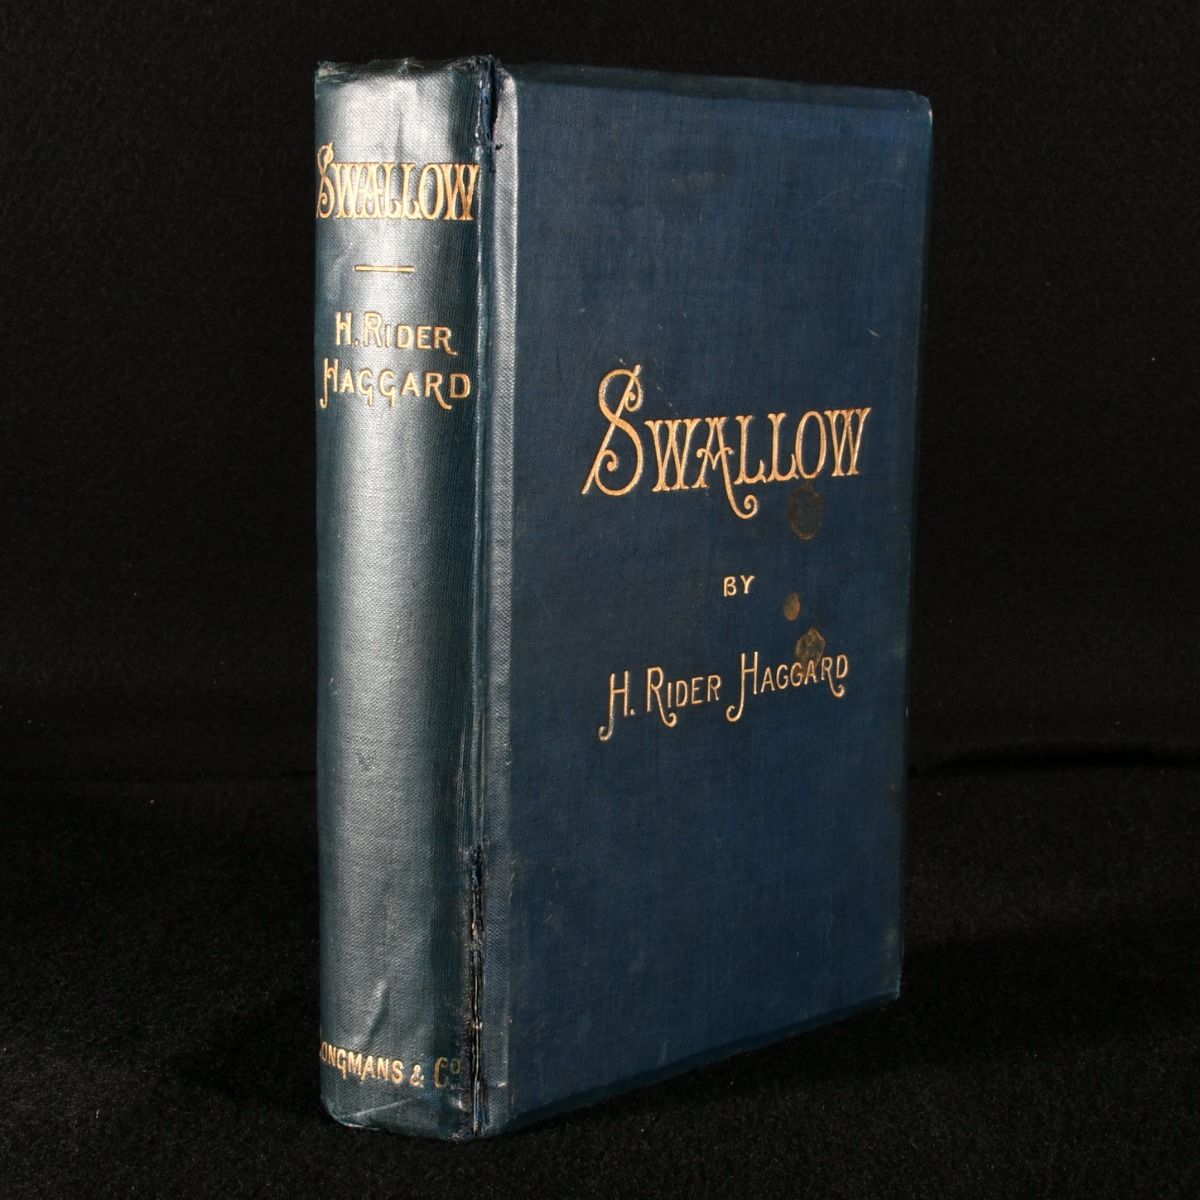 SWALLOW
H. RIDER
HAGGARD
LONGMANS & Co
SWALLOW
BY
H. RIDER HAGGARD